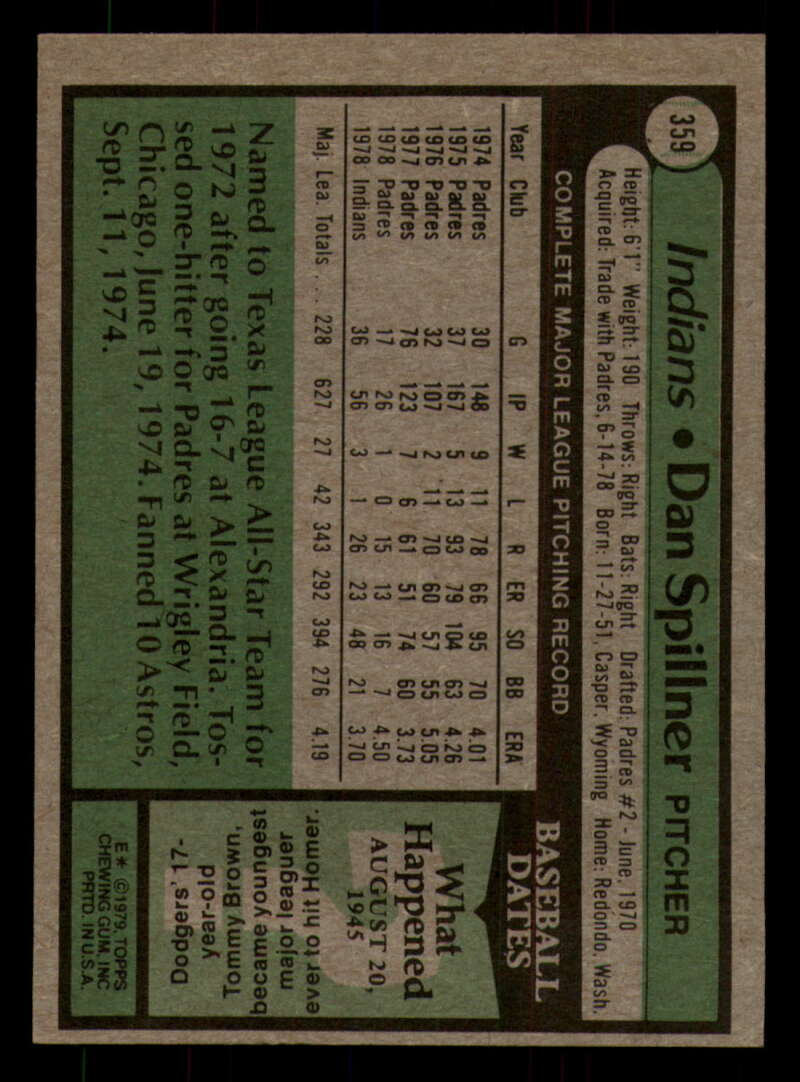 359
Indians • Dan Spillner PITCHER
Height: 6'1" Weight: 190 Throws: Right Bats: Right Drafted: Padres #2 - June, 1970
Acquired: Trade with Padres, 6-14-78 Born: 11-27-51, Casper, Wyoming Home: Redondo, Wash.
COMPLETE MAJOR LEAGUE PITCHING RECORD
Year Club G IP W L R ER SO BB ERA
1974 Padres 30 148 9 11 78 66 95 70 4.01
1975 Padres 37 167 5 13 93 79 104 63 4.26
1976 Padres 32 107 2 11 70 60 57 55 5.05
1977 Padres 76 123 7 6 61 51 74 60 3.73
1978 Padres 17 26 1 0 15 13 16 7 4.50
1978 Indians 36 56 3 1 26 23 48 21 3.70
Maj. Lea. Totals . . . 228 627 27 42 343 292 394 276 4.19
Named to Texas League All-Star Team for
1972 after going 16-7 at Alexandria. Tos-
sed one-hitter for Padres at Wrigley Field,
Chicago, June 19, 1974. Fanned 10 Astros,
Sept. 11, 1974.
BASEBALL
DATES
What
Happened
AUGUST 20,
1945
Dodgers' 17-
year-old
Tommy Brown,
became youngest
major leaguer
ever to hit Homer.
E* ©1979, TOPPS
CHEWING GUM, INC
PRTD. IN U.S.A.